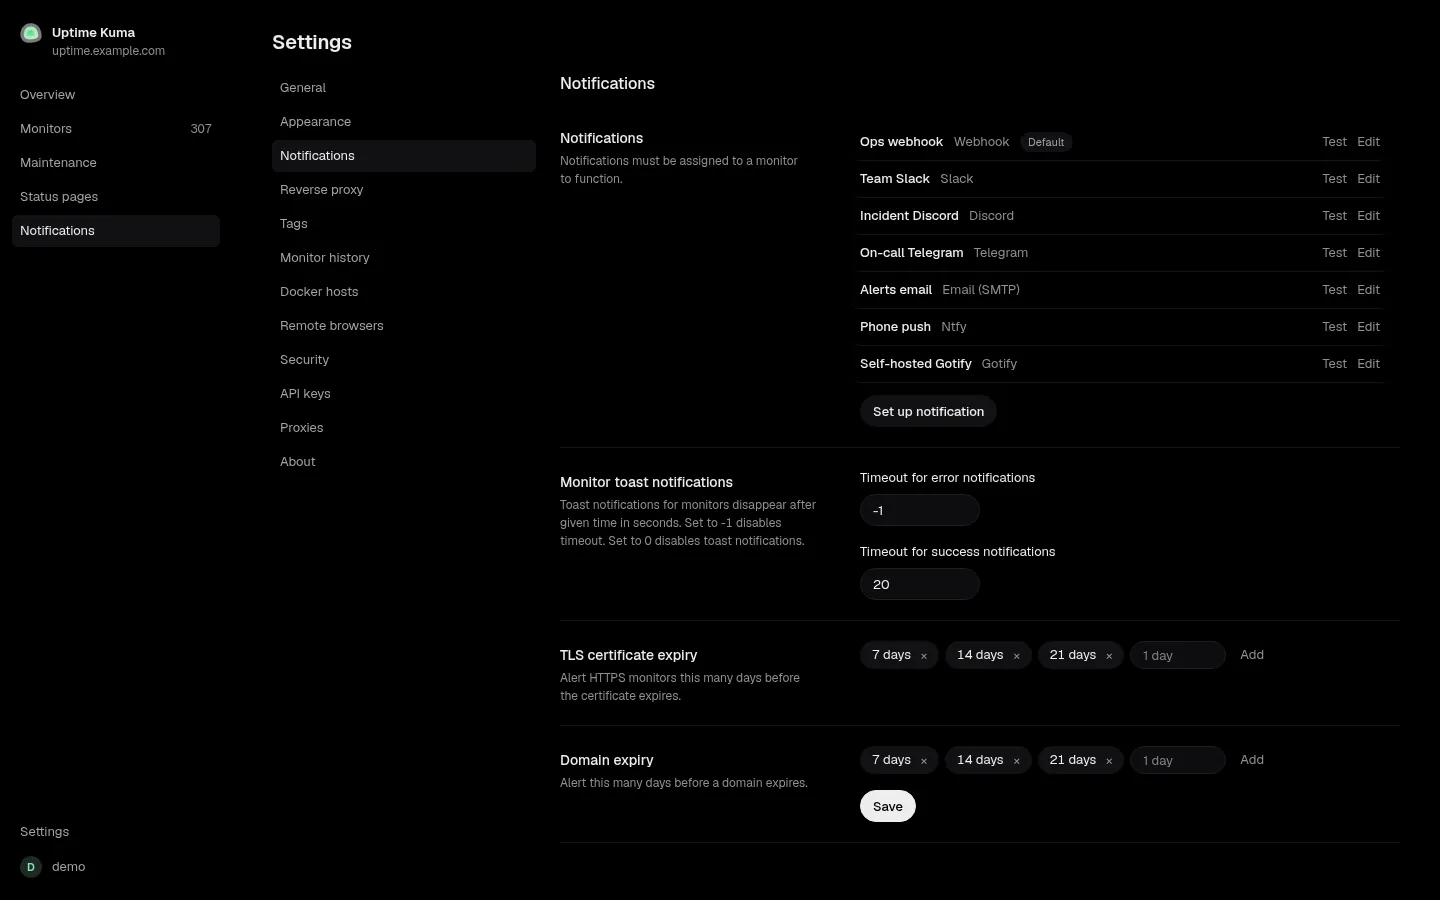 Uptime Kuma
uptime.example.com
Overview
Monitors 307
Maintenance
Status pages
Notifications
Settings
D demo
Settings
General
Appearance
Notifications
Reverse proxy
Tags
Monitor history
Docker hosts
Remote browsers
Security
API keys
Proxies
About
Notifications
Notifications
Notifications must be assigned to a monitor
to function.
Ops webhook Webhook Default Test Edit
Team Slack Slack Test Edit
Incident Discord Discord Test Edit
On-call Telegram Telegram Test Edit
Alerts email Email (SMTP) Test Edit
Phone push Ntfy Test Edit
Self-hosted Gotify Gotify Test Edit
Set up notification
Monitor toast notifications
Toast notifications for monitors disappear after
given time in seconds. Set to -1 disables
timeout. Set to 0 disables toast notifications.
Timeout for error notifications
-1
Timeout for success notifications
20
TLS certificate expiry
Alert HTTPS monitors this many days before
the certificate expires.
7 days × 14 days × 21 days × 1 day Add
Domain expiry
Alert this many days before a domain expires.
7 days × 14 days × 21 days × 1 day Add
Save